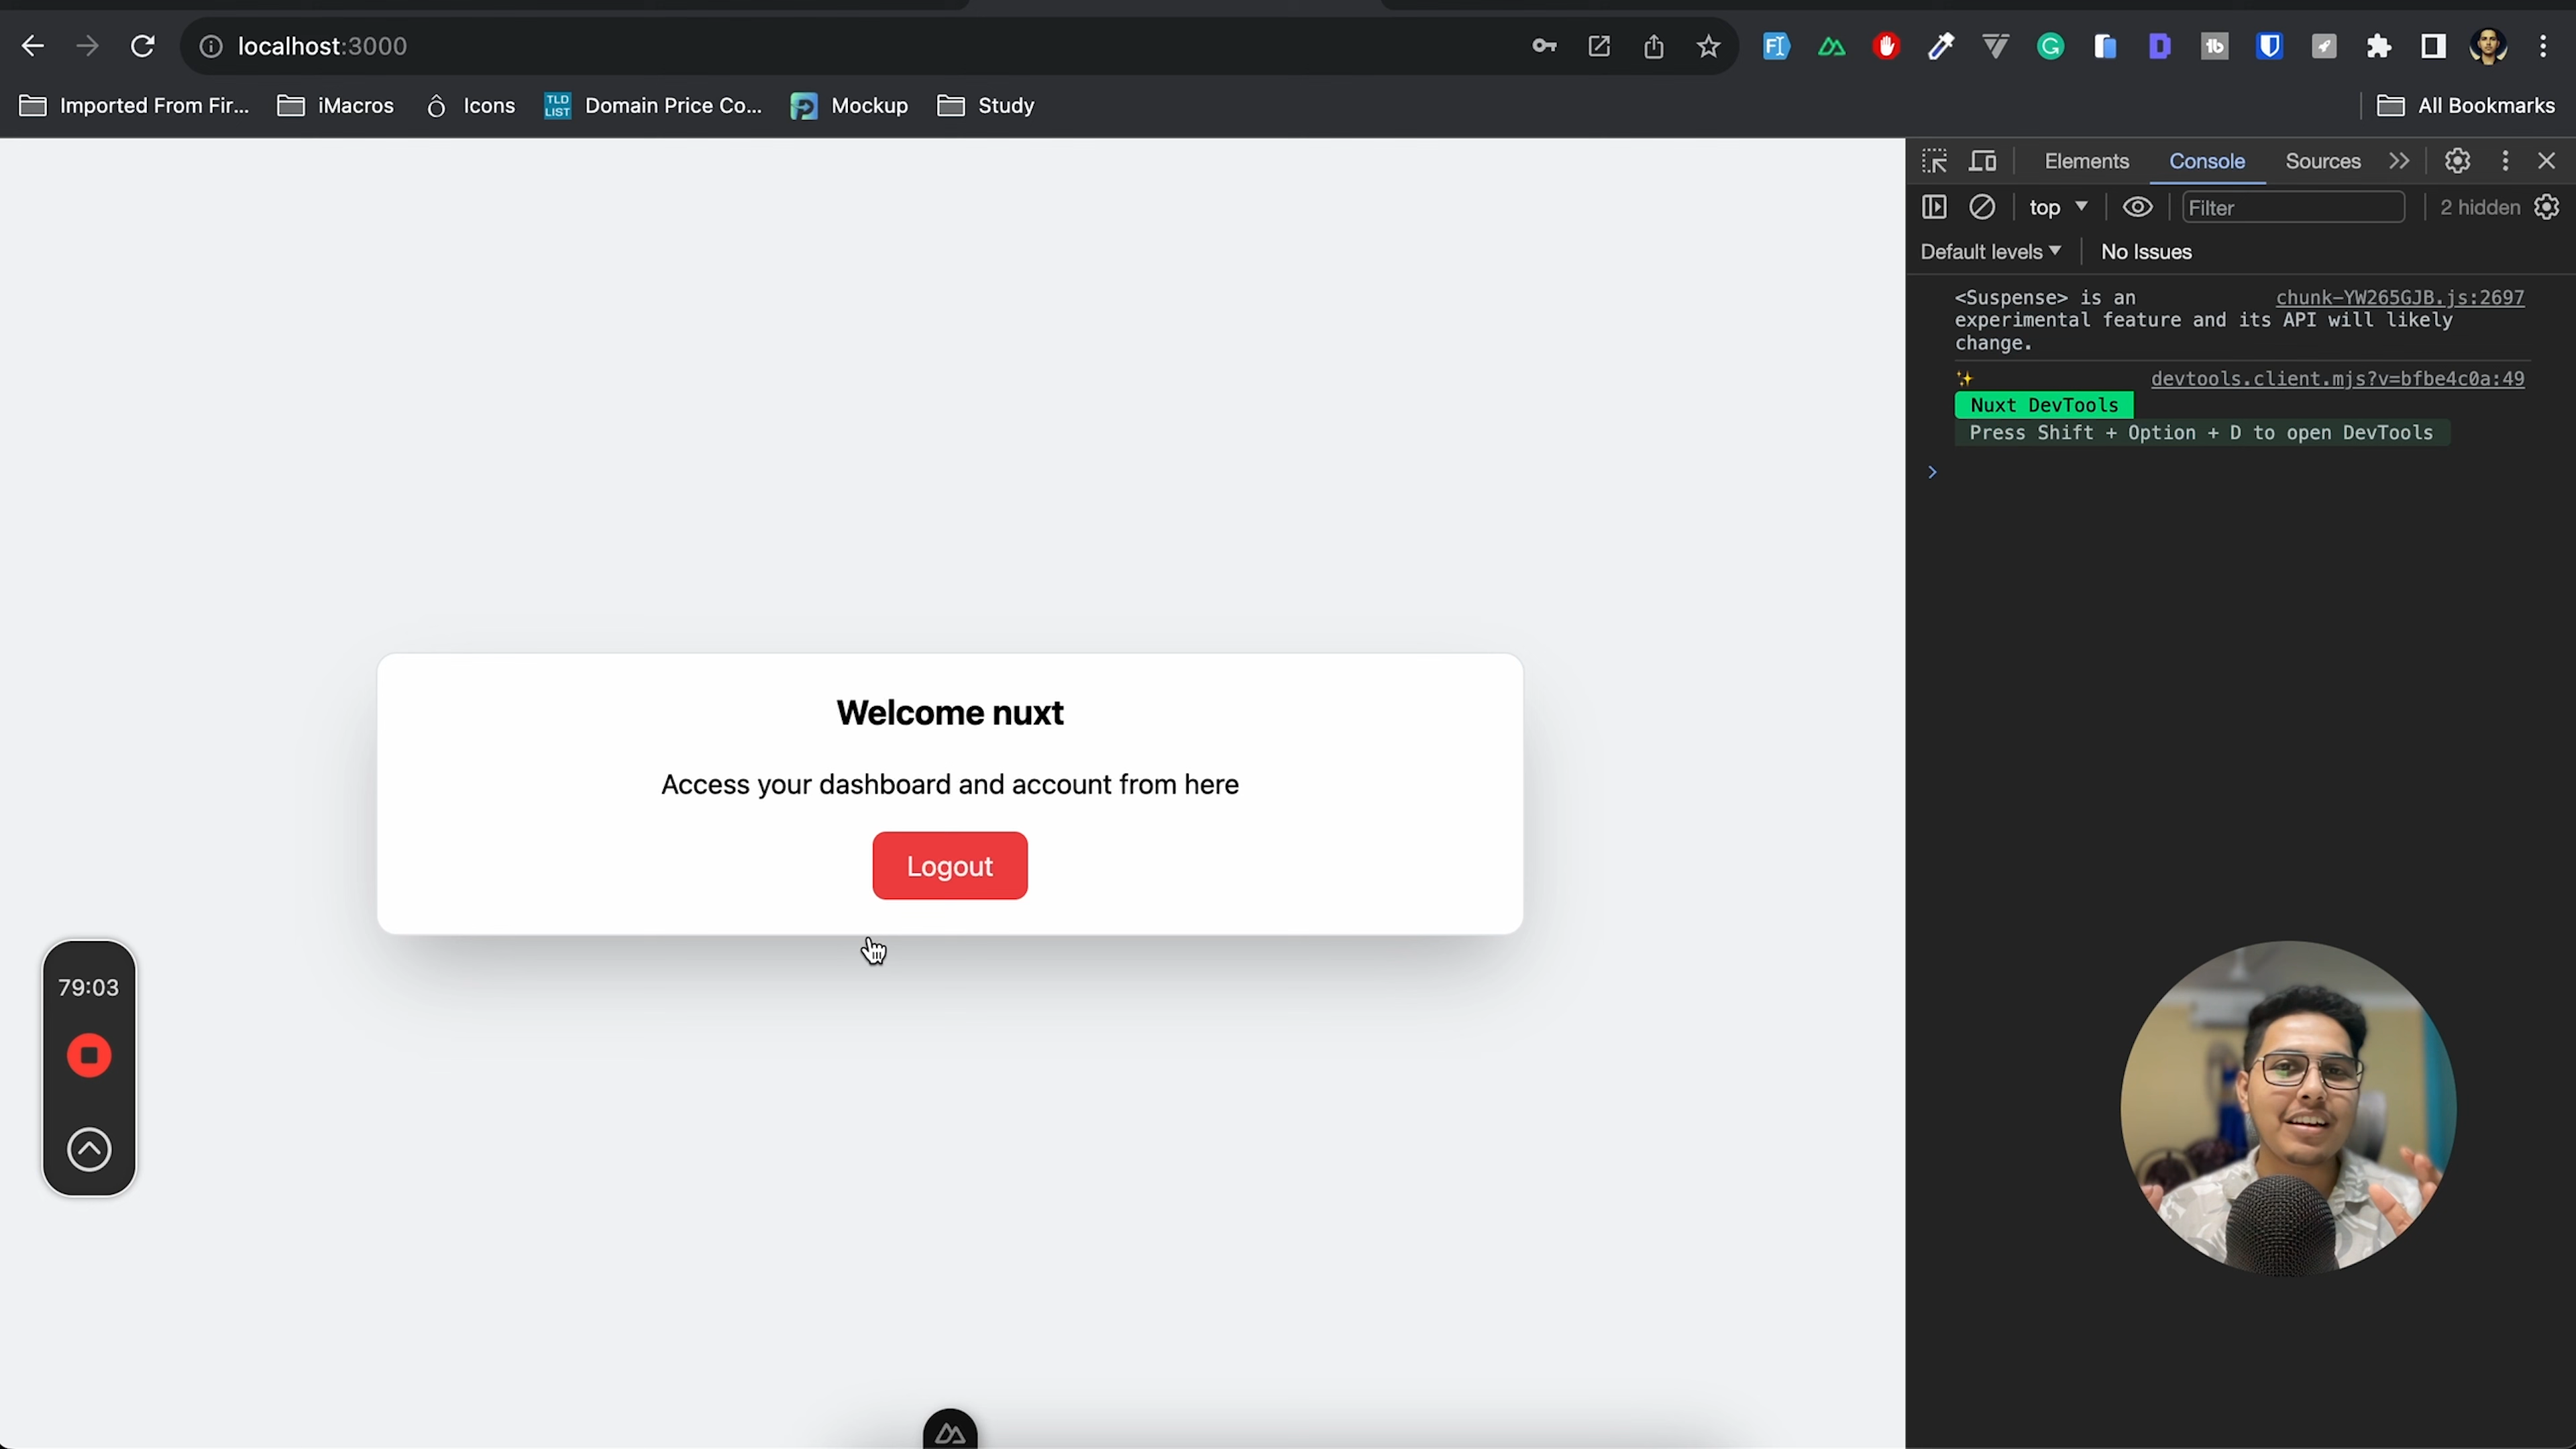 localhost:3000
Imported From Fir... iMacros Icons TLD LIST Domain Price Co... Mockup Study All Bookmarks
Elements Console Sources
top Filter 2 hidden
Default levels No Issues
<Suspense> is an chunk-YW265GJB.js:2697
experimental feature and its API will likely
change.
devtools.client.mjs?v=bfbe4c0a:49
Nuxt DevTools
Press Shift + Option + D to open DevTools
Welcome nuxt
Access your dashboard and account from here
Logout
79:03